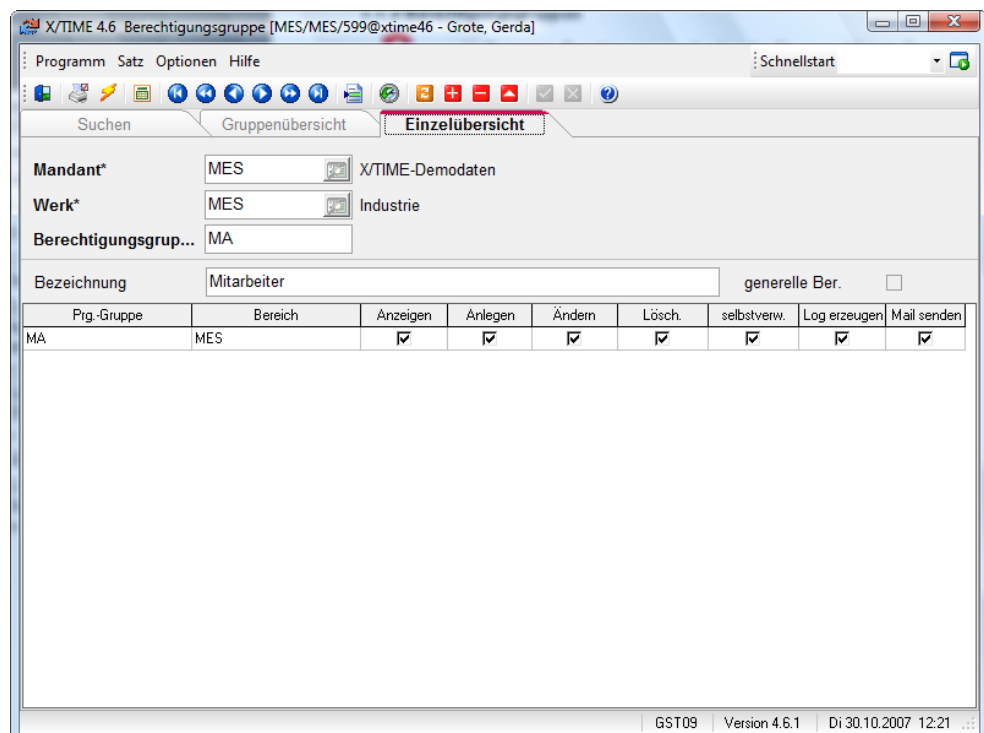 X/TIME 4.6 Berechtigungsgruppe [MES/MES/599@xtime46 - Grote, Gerda]
Programm Satz Optionen Hilfe Schnellstart
Suchen Gruppenübersicht Einzelübersicht
Mandant* MES X/TIME-Demodaten
Werk* MES Industrie
Berechtigungsgrup... MA
Bezeichnung Mitarbeiter generelle Ber.
Prg.-Gruppe Bereich Anzeigen Anlegen Ändern Lösch. selbstverw. Log erzeugen Mail senden
MA MES
GST09 Version 4.6.1 Di 30.10.2007 12:21